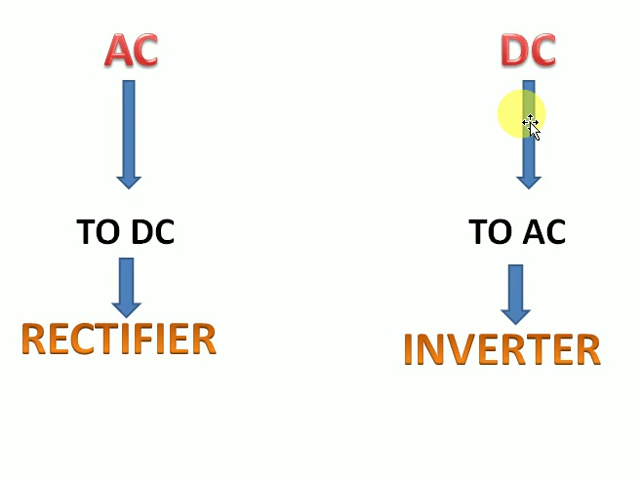 AC
TO DC
RECTIFIER
DC
TO AC
INVERTER